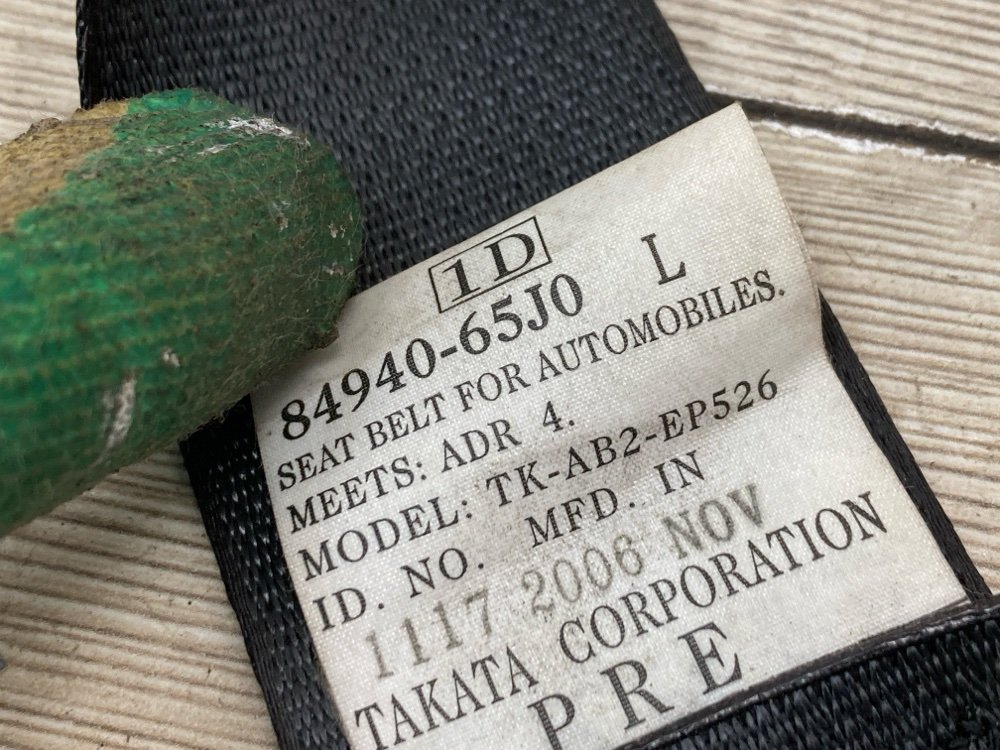 1D
84940-65J0 L
SEAT BELT FOR AUTOMOBILES.
MEETS: ADR 4.
MODEL: TK-AB2-EP526
ID. NO. MFD. IN
1117 2006 NOV
TAKATA CORPORATION
PRE